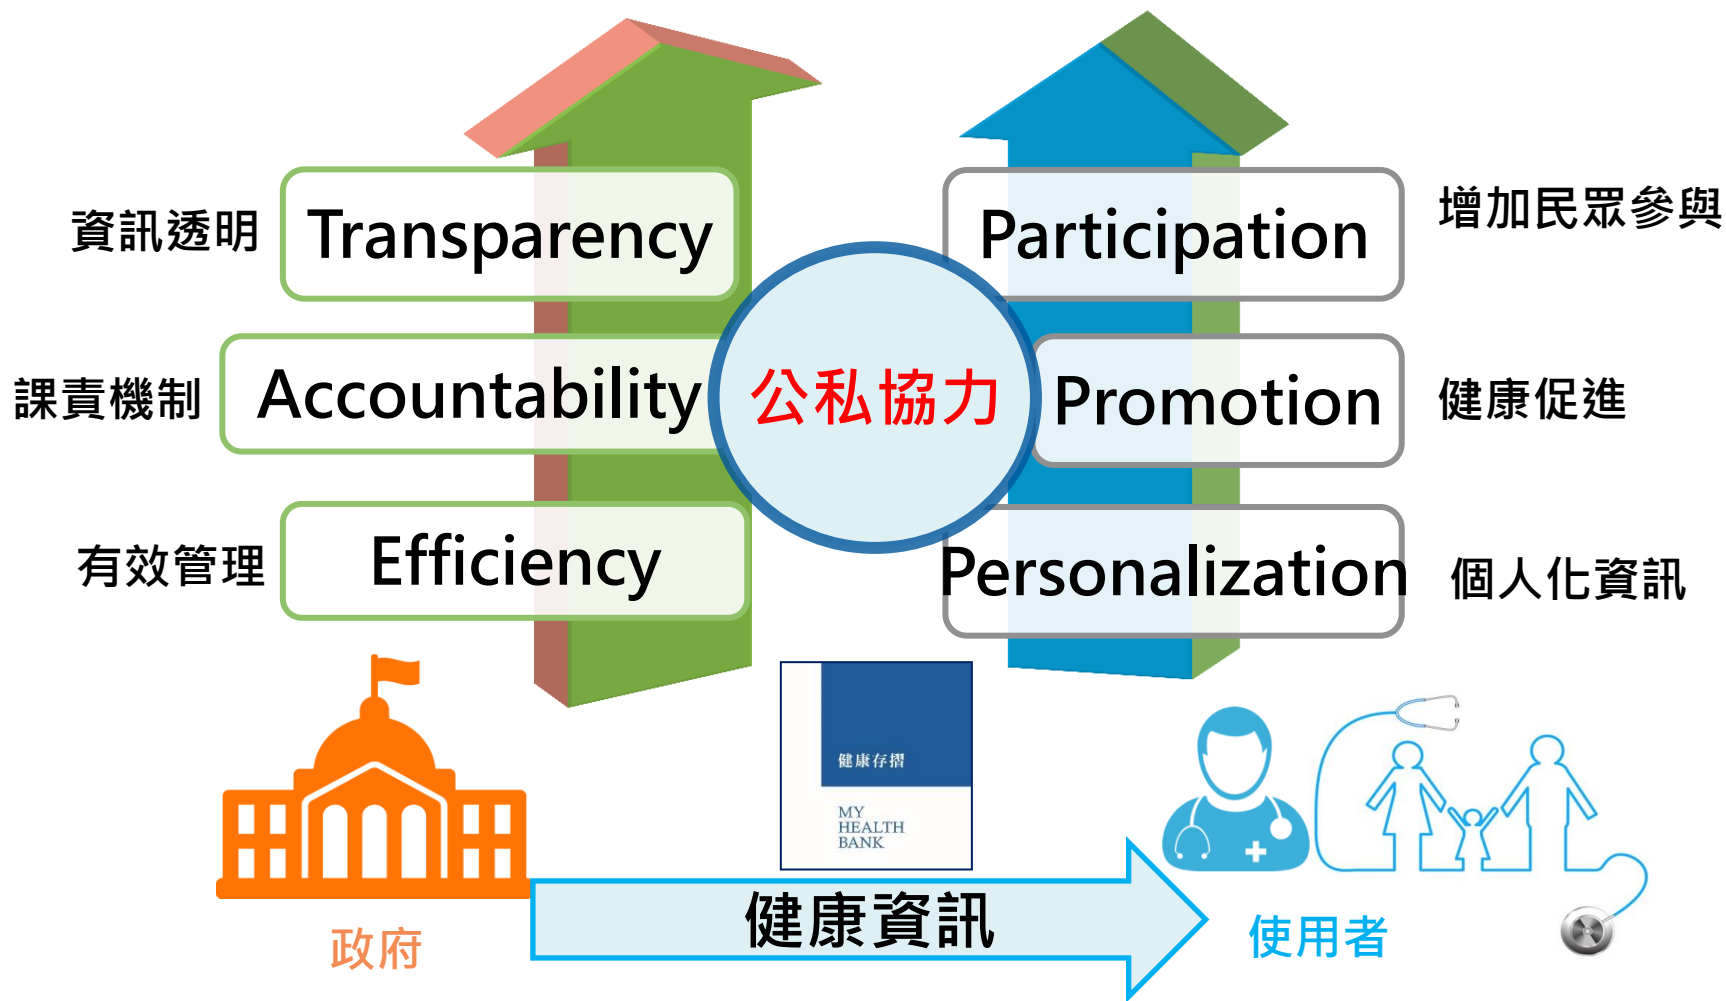 資訊透明
Transparency
Participation
增加民眾參與
課責機制
Accountability
公私協力
Promotion
健康促進
有效管理
Efficiency
Personalization
個人化資訊
健康存摺
MY
HEALTH
BANK
政府
健康資訊
使用者